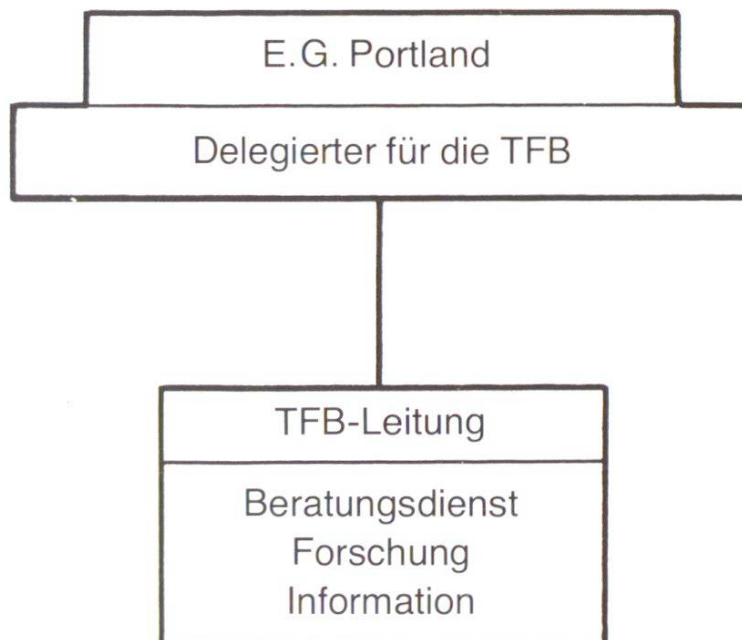 E.G. Portland
Delegierter für die TFB
TFB-Leitung
Beratungsdienst
Forschung
Information